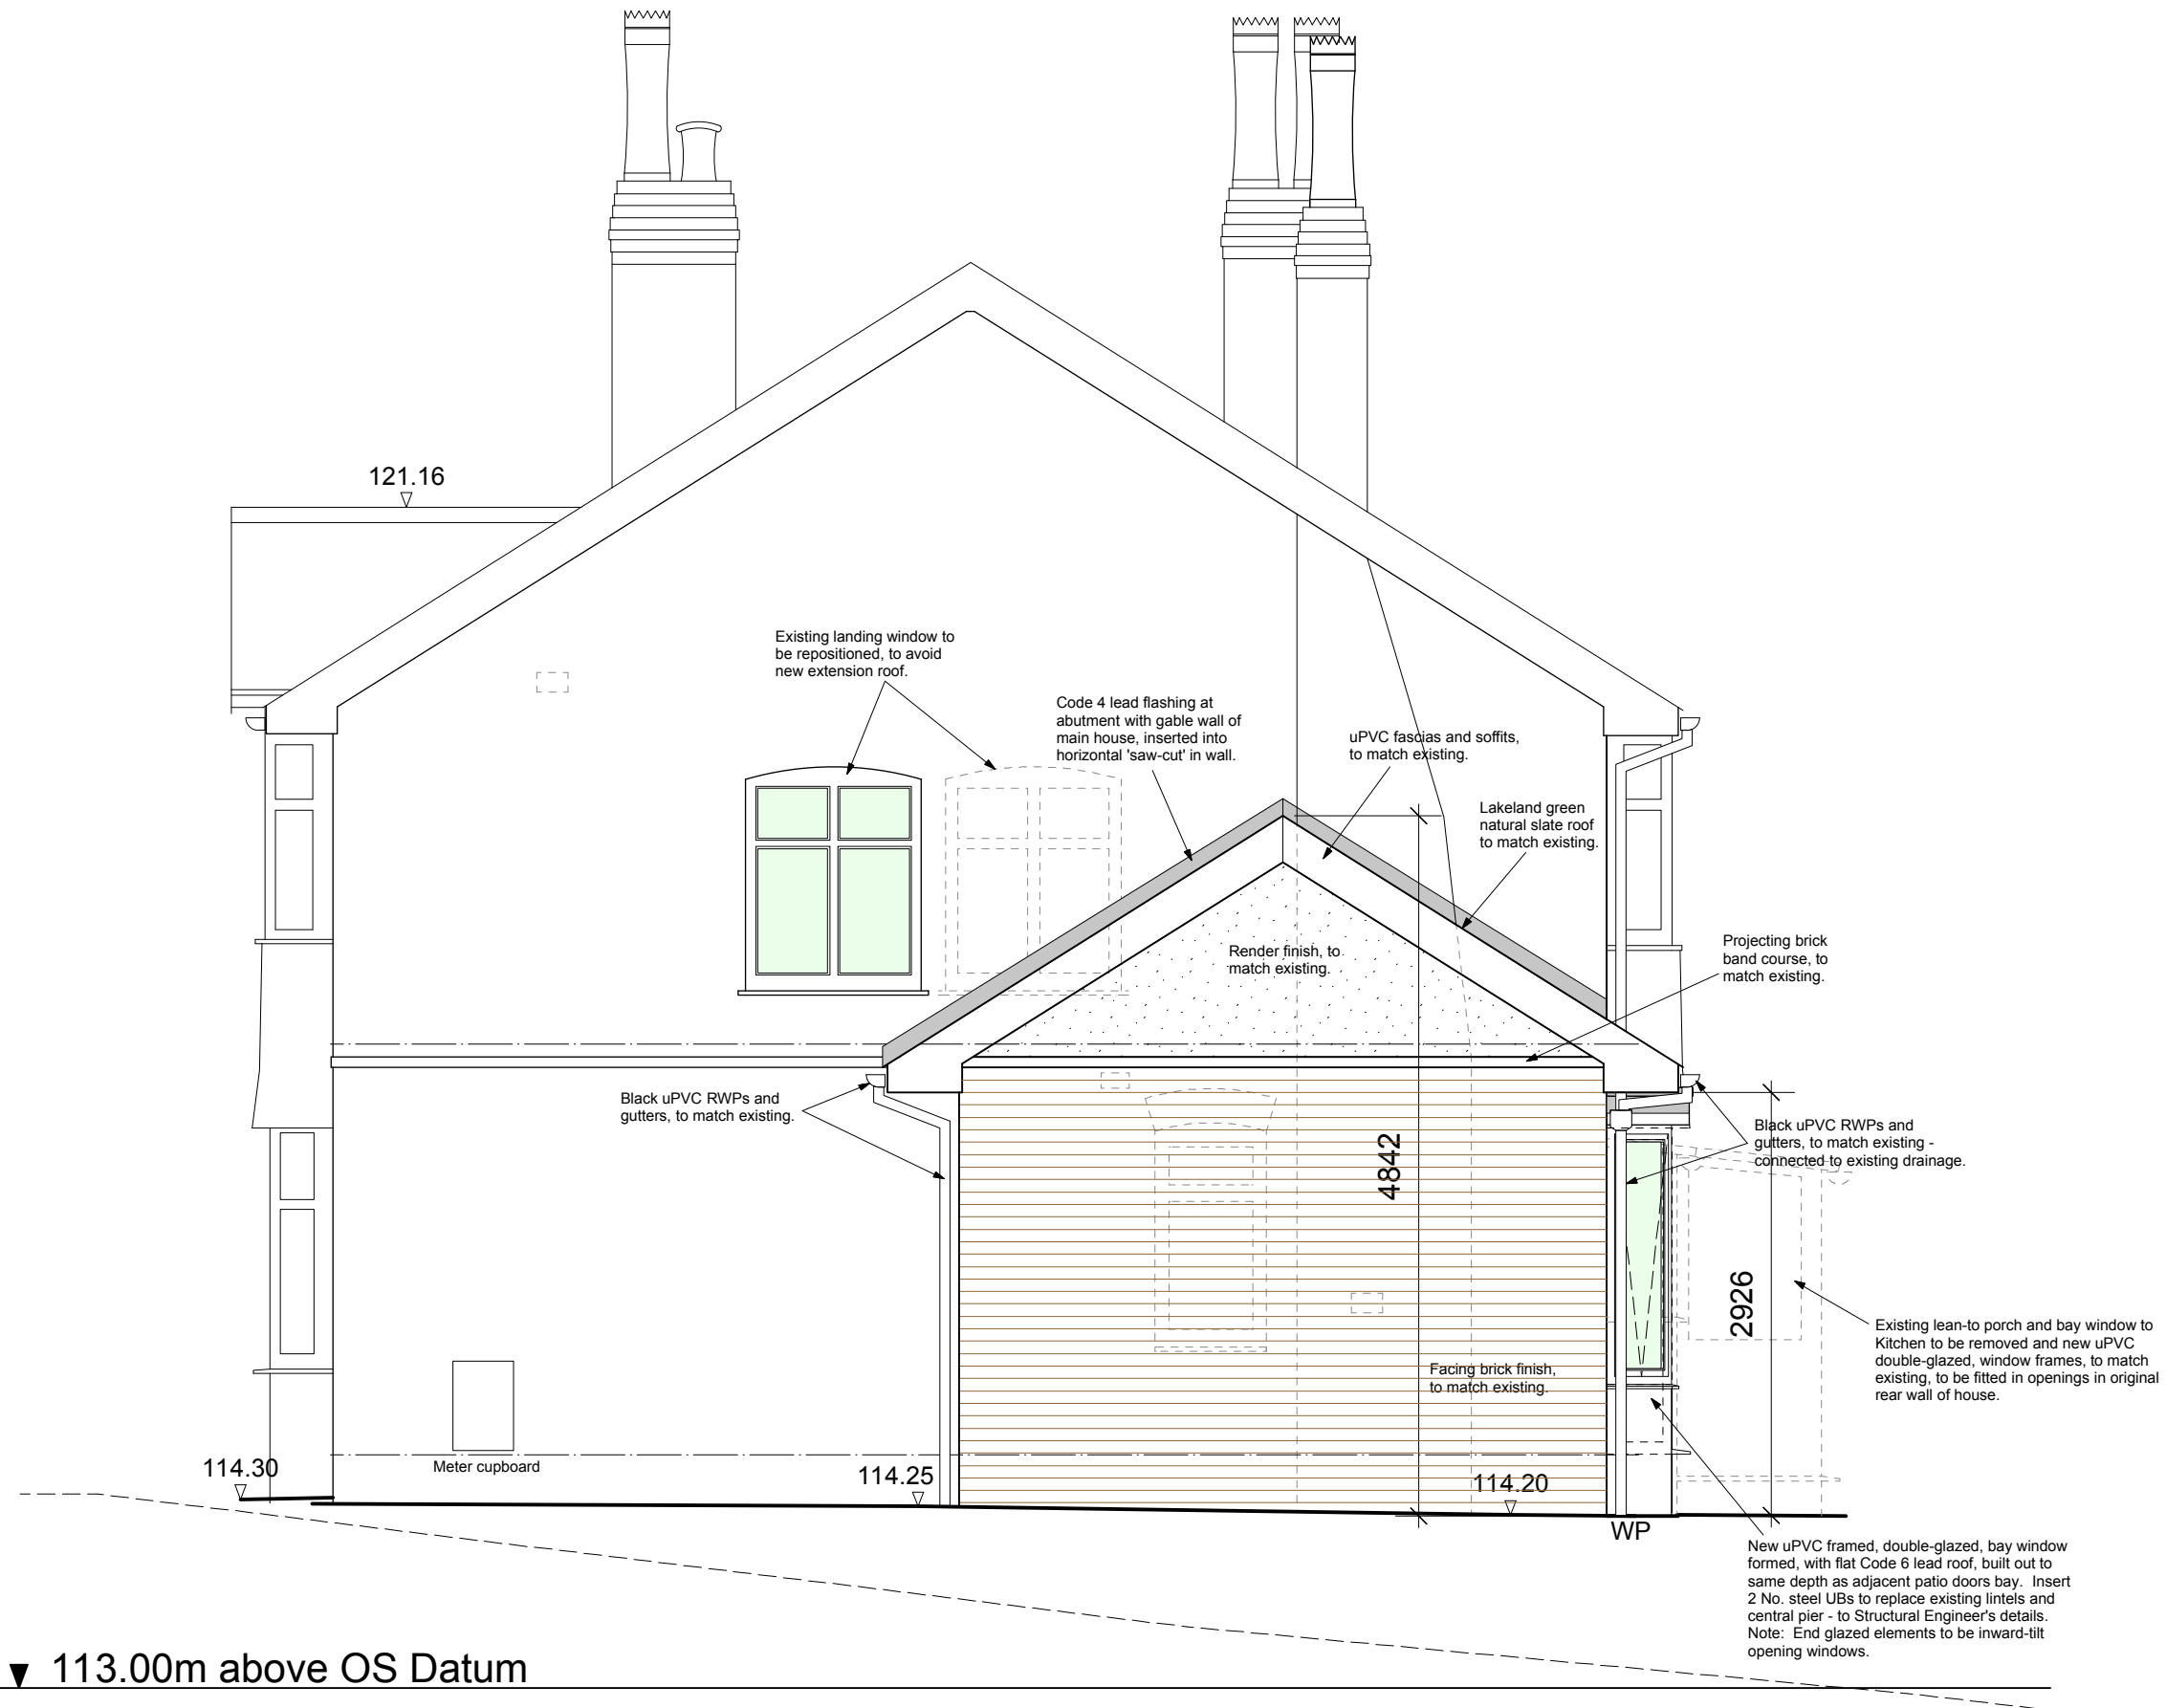 121.16
Existing landing window to
be repositioned, to avoid
new extension roof.
Code 4 lead flashing at
abutment with gable wall of
main house, inserted into
horizontal 'saw-cut' in wall.
uPVC fascias and soffits,
to match existing.
Lakeland green
natural slate roof
to match existing.
Render finish, to
match existing.
Projecting brick
band course, to
match existing.
Black uPVC RWPs and
gutters, to match existing.
4842
Black uPVC RWPs and
gutters, to match existing -
connected to existing drainage.
2926
Existing lean-to porch and bay window to
Kitchen to be removed and new uPVC
double-glazed, window frames, to match
existing, to be fitted in openings in original
rear wall of house.
Facing brick finish,
to match existing.
114.30
Meter cupboard
114.25
114.20
WP
New uPVC framed, double-glazed, bay window
formed, with flat Code 6 lead roof, built out to
same depth as adjacent patio doors bay. Insert
2 No. steel UBs to replace existing lintels and
central pier - to Structural Engineer's details.
Note: End glazed elements to be inward-tilt
opening windows.
113.00m above OS Datum